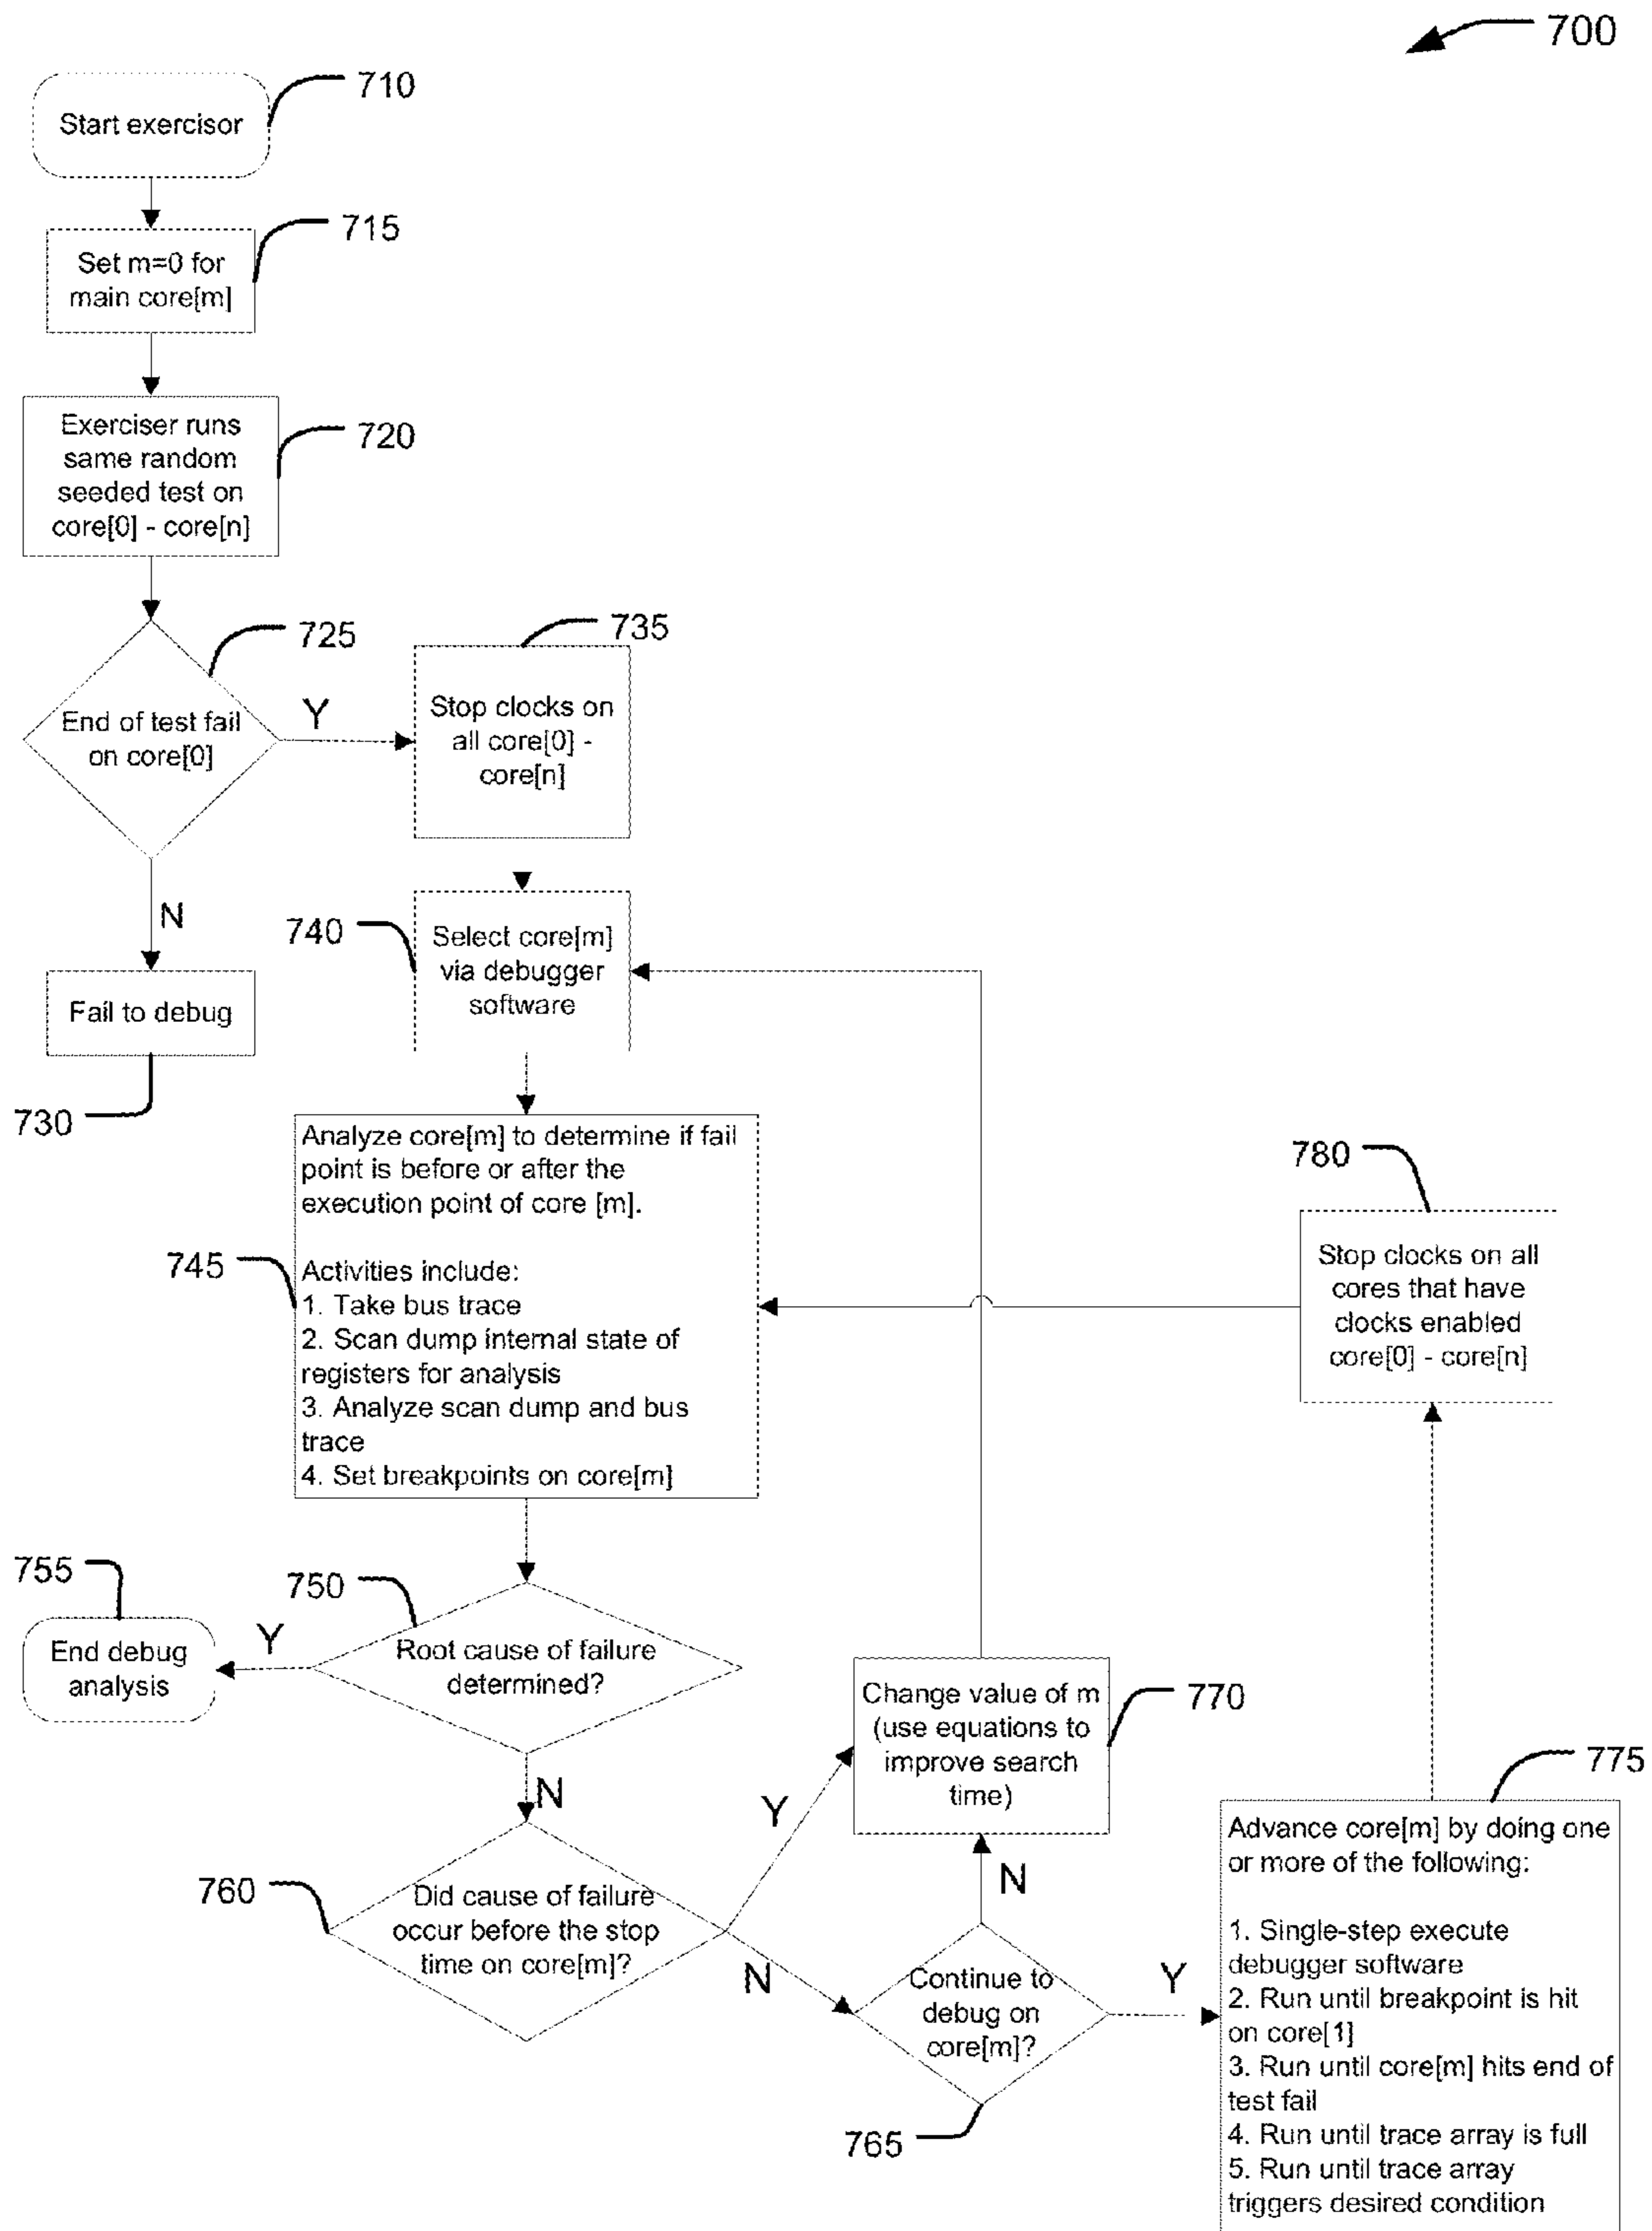 700
710
Start exercisor
715
Set m=0 for
main core[m]
720
Exerciser runs
same random
seeded test on
core[0] - core[n]
725
End of test fail
on core[0]
Y
N
735
Stop clocks on
all core[0] -
core[n]
730
Fail to debug
740
Select core[m]
via debugger
software
745
Analyze core[m] to determine if fail
point is before or after the
execution point of core [m].
Activities include:
1. Take bus trace
2. Scan dump internal state of
registers for analysis
3. Analyze scan dump and bus
trace
4. Set breakpoints on core[m]
780
Stop clocks on all
cores that have
clocks enabled
core[0] - core[n]
755
End debug
analysis
Y
750
Root cause of failure
determined?
N
760
Did cause of failure
occur before the stop
time on core[m]?
Y
N
770
Change value of m
(use equations to
improve search
time)
N
765
Continue to
debug on
core[m]?
Y
775
Advance core[m] by doing one
or more of the following:
1. Single-step execute
debugger software
2. Run until breakpoint is hit
on core[1]
3. Run until core[m] hits end of
test fail
4. Run until trace array is full
5. Run until trace array
triggers desired condition